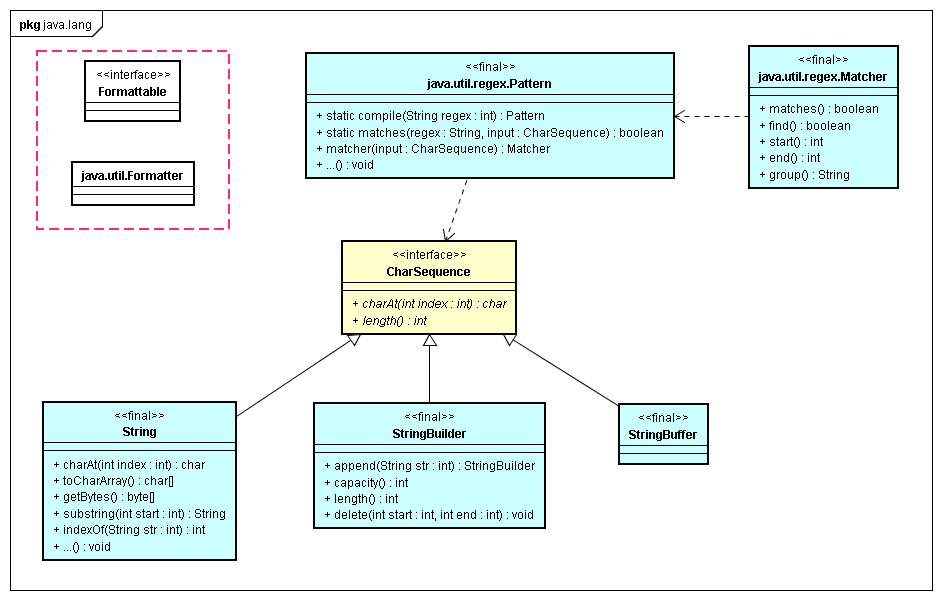 pkg java.lang
<<interface>>
Formattable
java.util.Formatter
<<final>>
java.util.regex.Pattern
+ static compile(String regex : int) : Pattern
+ static matches(regex : String, input : CharSequence) : boolean
+ matcher(input : CharSequence) : Matcher
+ ...() : void
<<final>>
java.util.regex.Matcher
+ matches() : boolean
+ find() : boolean
+ start() : int
+ end() : int
+ group() : String
<<interface>>
CharSequence
+ charAt(int index : int) : char
+ length() : int
<<final>>
String
+ charAt(int index : int) : char
+ toCharArray() : char[]
+ getBytes() : byte[]
+ substring(int start : int) : String
+ indexOf(String str : int) : int
+ ...() : void
<<final>>
StringBuilder
+ append(String str : int) : StringBuilder
+ capacity() : int
+ length() : int
+ delete(int start : int, int end : int) : void
<<final>>
StringBuffer